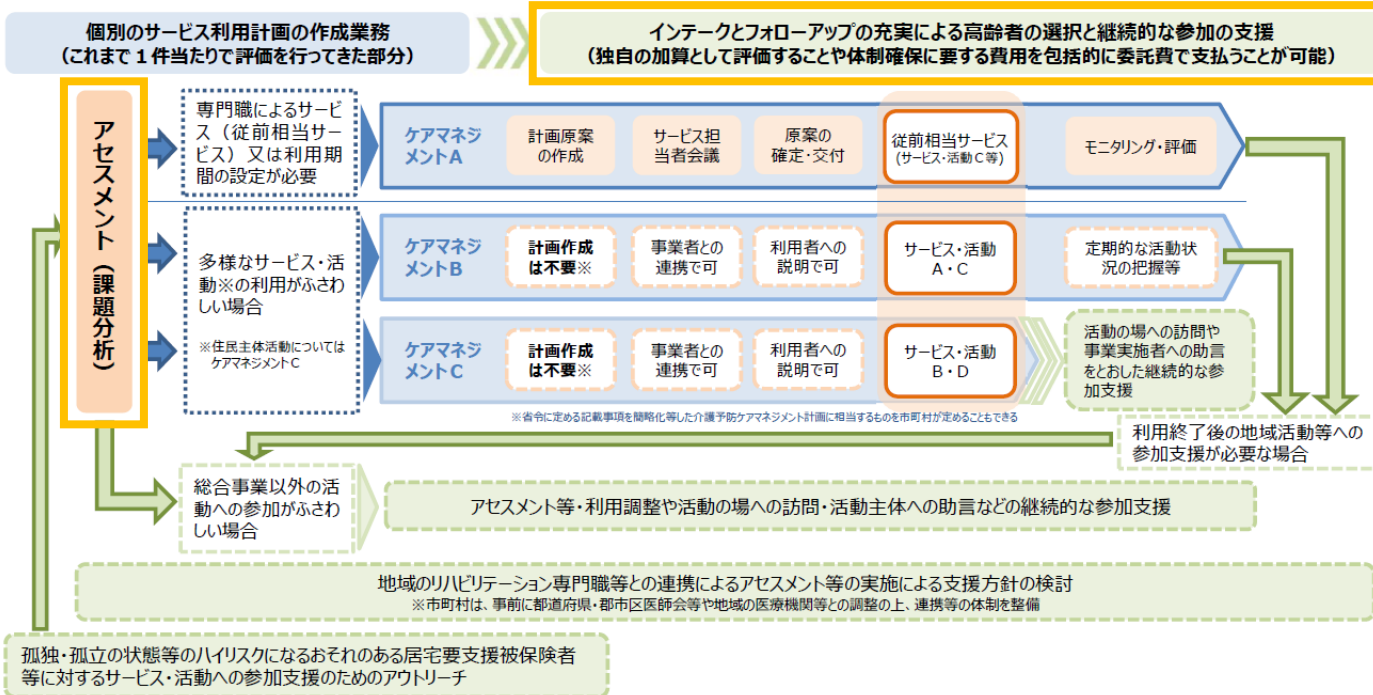 個別のサービス利用計画の作成業務
（これまで１件当たりで評価を行ってきた部分）
インテークとフォローアップの充実による高齢者の選択と継続的な参加の支援
（独自の加算として評価することや体制確保に要する費用を包括的に委託費で支払うことが可能）
アセスメント（課題分析）
専門職によるサービ
ス（従前相当サー
ビス）又は利用期
間の設定が必要
ケアマネジ
メントA
計画原案
の作成
サービス担
当者会議
原案の
確定・交付
従前相当サービス
(サービス・活動Ｃ等)
モニタリング・評価
多様なサービス・活
動※の利用がふさわ
しい場合
※住民主体活動については
ケアマネジメントＣ
ケアマネジ
メントB
計画作成
は不要※
事業者との
連携で可
利用者への
説明で可
サービス・活動
A・C
定期的な活動状
況の把握等
ケアマネジ
メントC
計画作成
は不要※
事業者との
連携で可
利用者への
説明で可
サービス・活動
B・D
活動の場への訪問や
事業実施者への助言
をとおした継続的な参
加支援
※省令に定める記載事項を簡略化等した介護予防ケアマネジメント計画に相当するものを市町村が定めることもできる
利用終了後の地域活動等への
参加支援が必要な場合
総合事業以外の活
動への参加がふさわ
しい場合
アセスメント等・利用調整や活動の場への訪問・活動主体への助言などの継続的な参加支援
地域のリハビリテーション専門職等との連携によるアセスメント等の実施による支援方針の検討
※市町村は、事前に都道府県・郡市区医師会等や地域の医療機関等との調整の上、連携等の体制を整備
孤独・孤立の状態等のハイリスクになるおそれのある居宅要支援被保険者
等に対するサービス・活動への参加支援のためのアウトリーチ